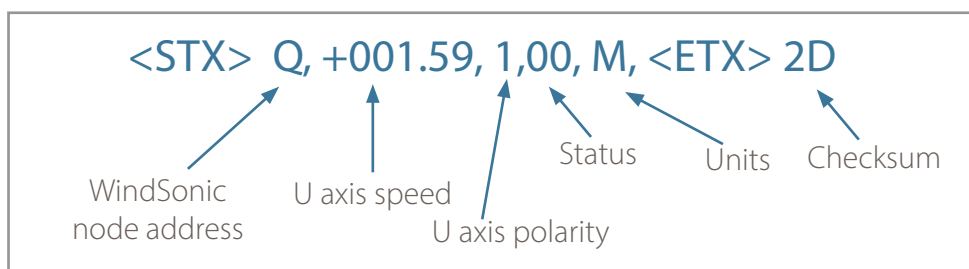 <STX> Q, +001.59, 1,00, M, <ETX> 2D
Status
Units
Checksum
WindSonic
node address
U axis speed
U axis polarity